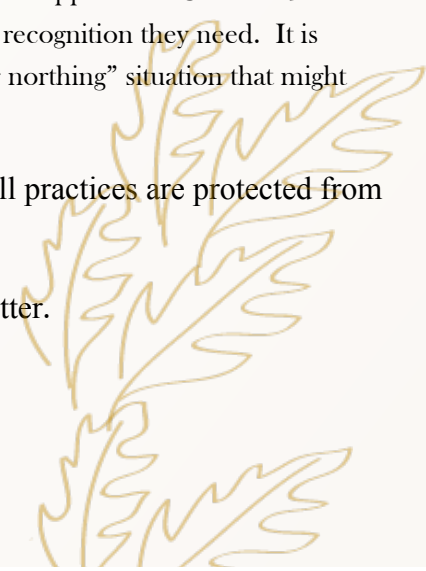 recognition they need.  It is
northing” situation that might
ll practices are protected from
tter.